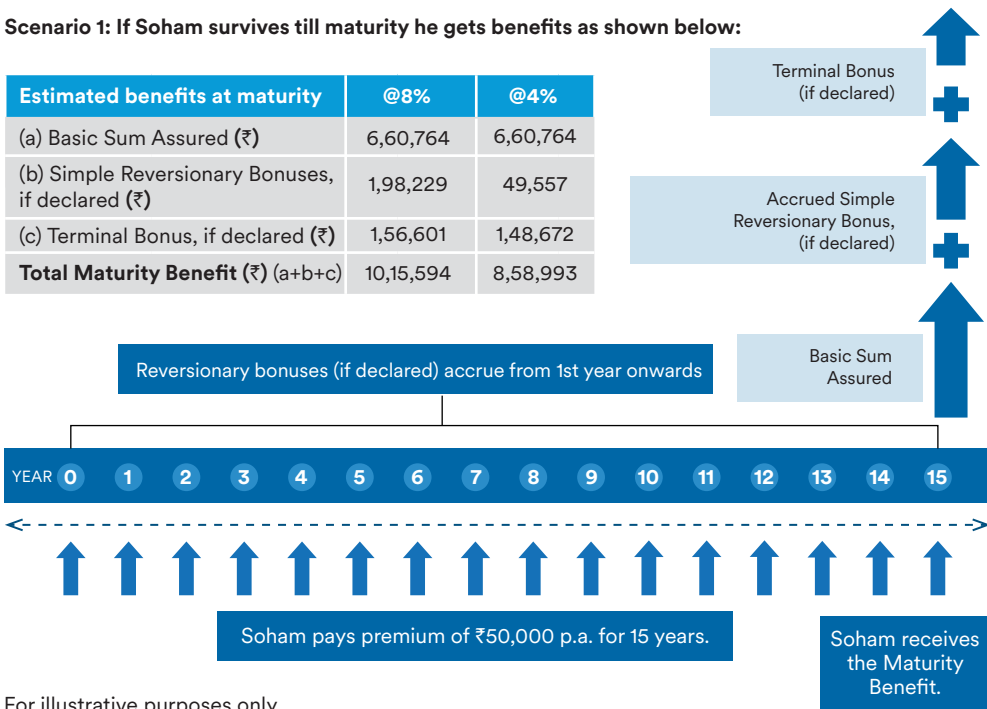 Scenario 1: If Soham survives till maturity he gets benefits as shown below:
Estimated benefits at maturity @8% @4%
(a) Basic Sum Assured (₹) 6,60,764 6,60,764
(b) Simple Reversionary Bonuses,
if declared (₹) 1,98,229 49,557
(c) Terminal Bonus, if declared (₹) 1,56,601 1,48,672
Total Maturity Benefit (₹) (a+b+c) 10,15,594 8,58,993
Terminal Bonus
(if declared)
Accrued Simple
Reversionary Bonus,
(if declared)
Basic Sum
Assured
Reversionary bonuses (if declared) accrue from 1st year onwards
YEAR 0 1 2 3 4 5 6 7 8 9 10 11 12 13 14 15
Soham pays premium of ₹50,000 p.a. for 15 years.
Soham receives
the Maturity
Benefit.
For illustrative purposes only